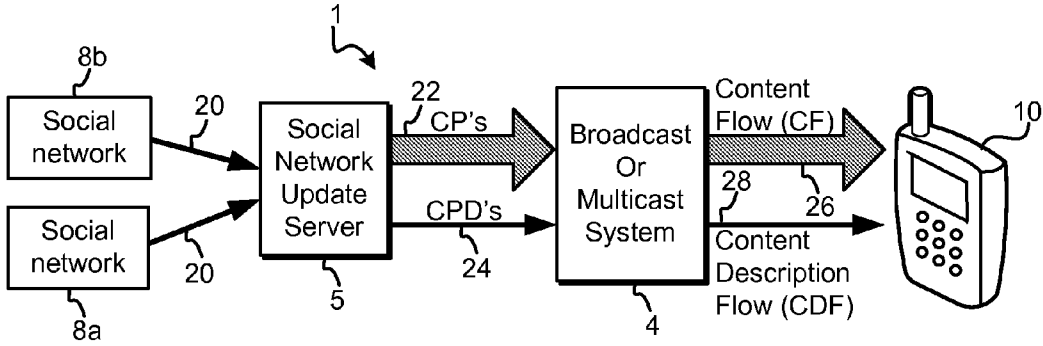 1
8b
Social
network
20
Social
network
8a
20
Social
Network
Update
Server
5
22
CP's
CPD's
24
Broadcast
Or
Multicast
System
4
Content
Flow (CF)
26
28
Content
Description
Flow (CDF)
10